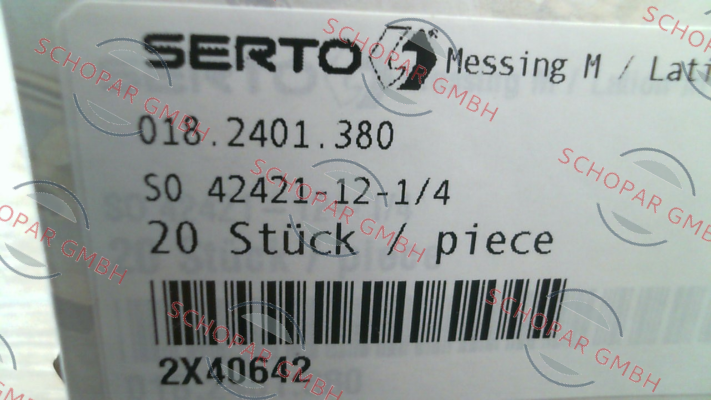 SERTO Messing M / Lati
018.2401.380
SO 42421-12-1/4
20 Stück / piece
2X40642
SCHOPAR GMBH
SCHOPAR GMBH
SCHOPAR GMBH
SCHOPAR GMBH
SCHOPAR GMBH
SCHOPAR GMBH